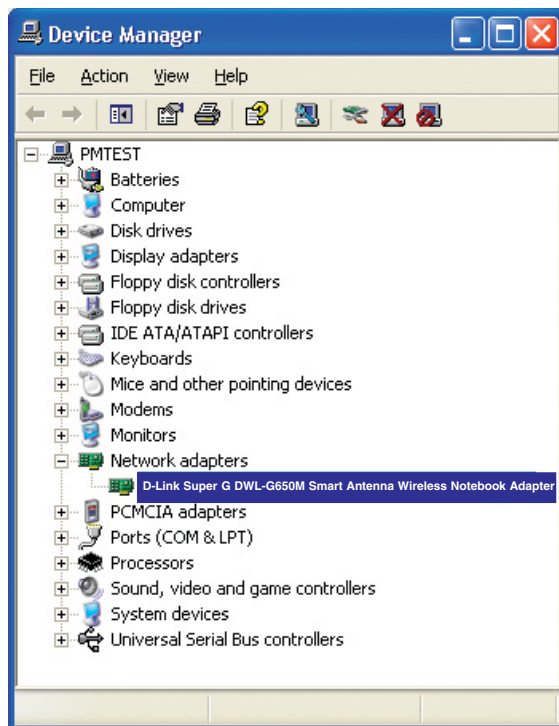 Device Manager
File Action View Help
PMTEST
Batteries
Computer
Disk drives
Display adapters
Floppy disk controllers
Floppy disk drives
IDE ATA/ATAPI controllers
Keyboards
Mice and other pointing devices
Modems
Monitors
Network adapters
D-Link Super G DWL-G650M Smart Antenna Wireless Notebook Adapter
PCMCIA adapters
Ports (COM & LPT)
Processors
Sound, video and game controllers
System devices
Universal Serial Bus controllers